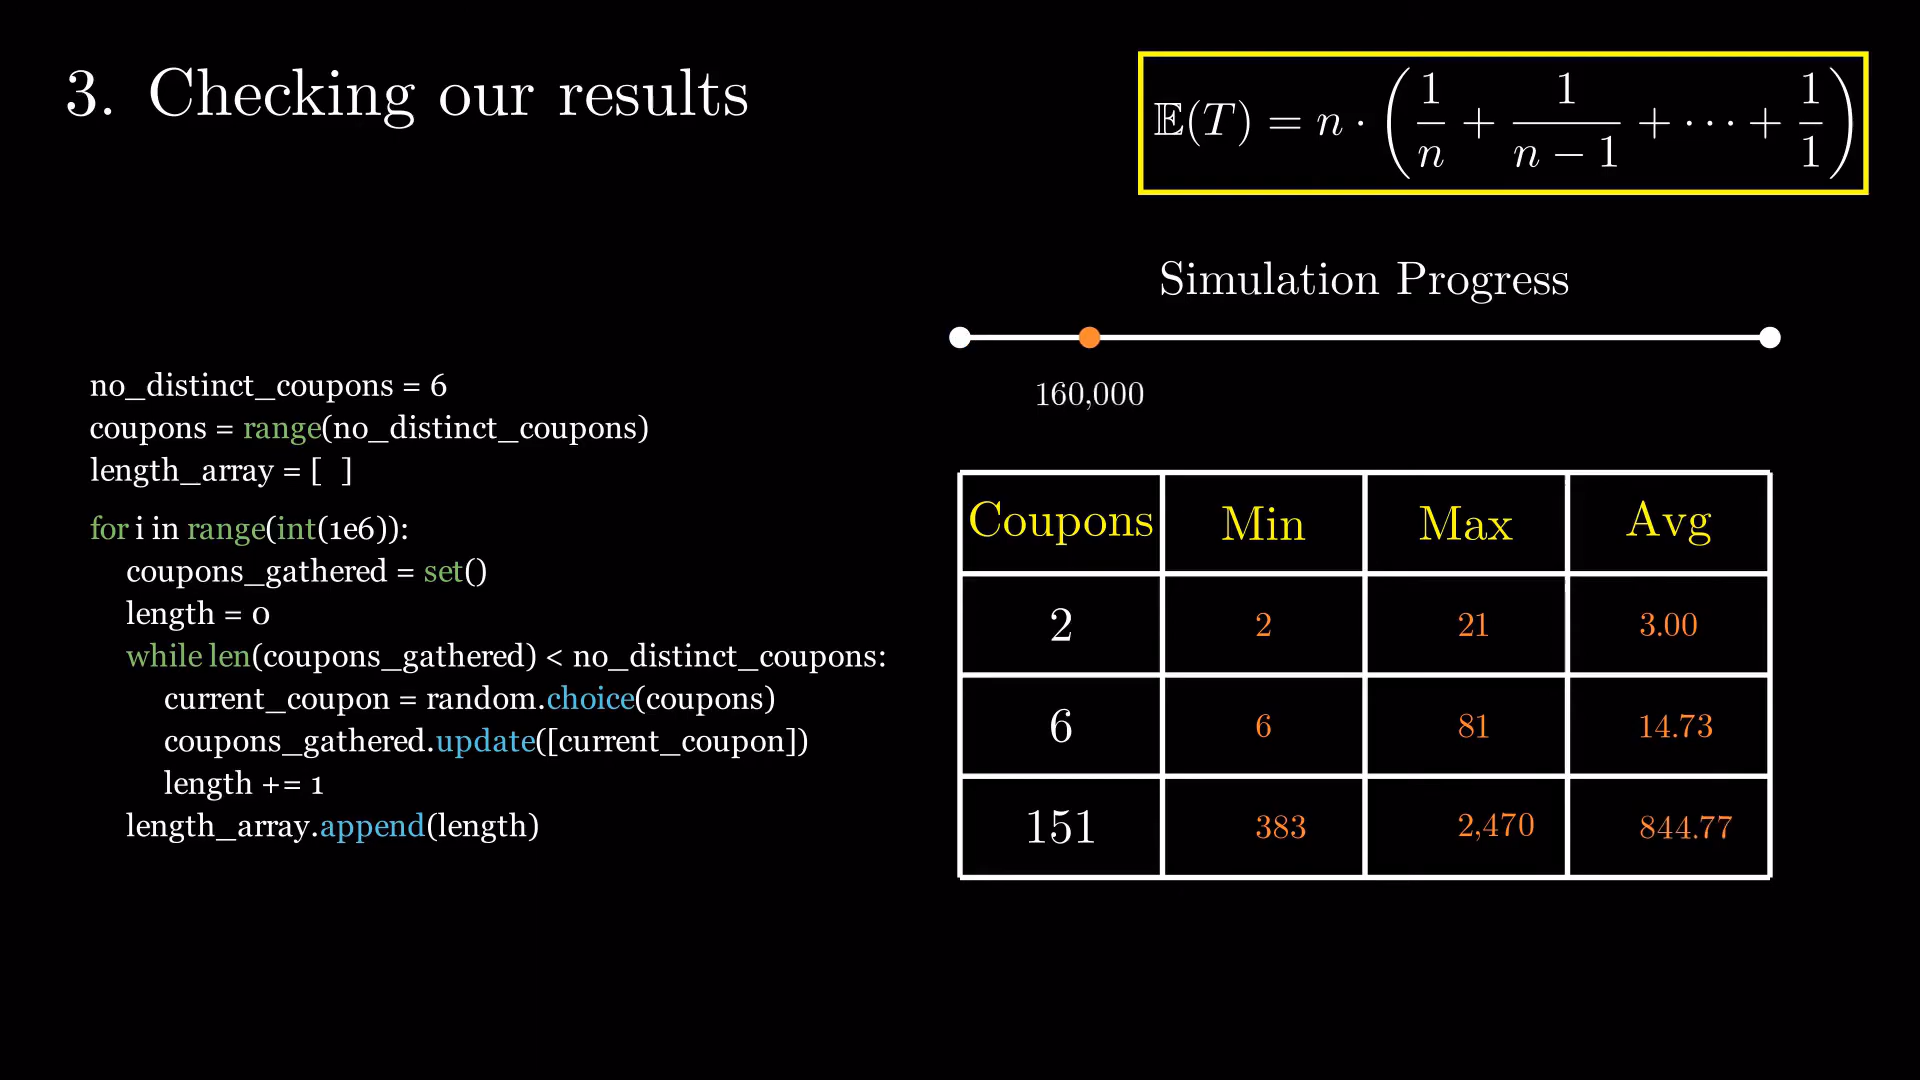 3. Checking our results
𝔼(T) = n · (1/n + 1/(n − 1) + ··· + 1/1)
Simulation Progress
160,000
no_distinct_coupons = 6
coupons = range(no_distinct_coupons)
length_array = [ ]
for i in range(int(1e6)):
coupons_gathered = set()
length = 0
while len(coupons_gathered) < no_distinct_coupons:
current_coupon = random.choice(coupons)
coupons_gathered.update([current_coupon])
length += 1
length_array.append(length)
Coupons Min Max Avg
2 2 21 3.00
6 6 81 14.73
151 383 2,470 844.77